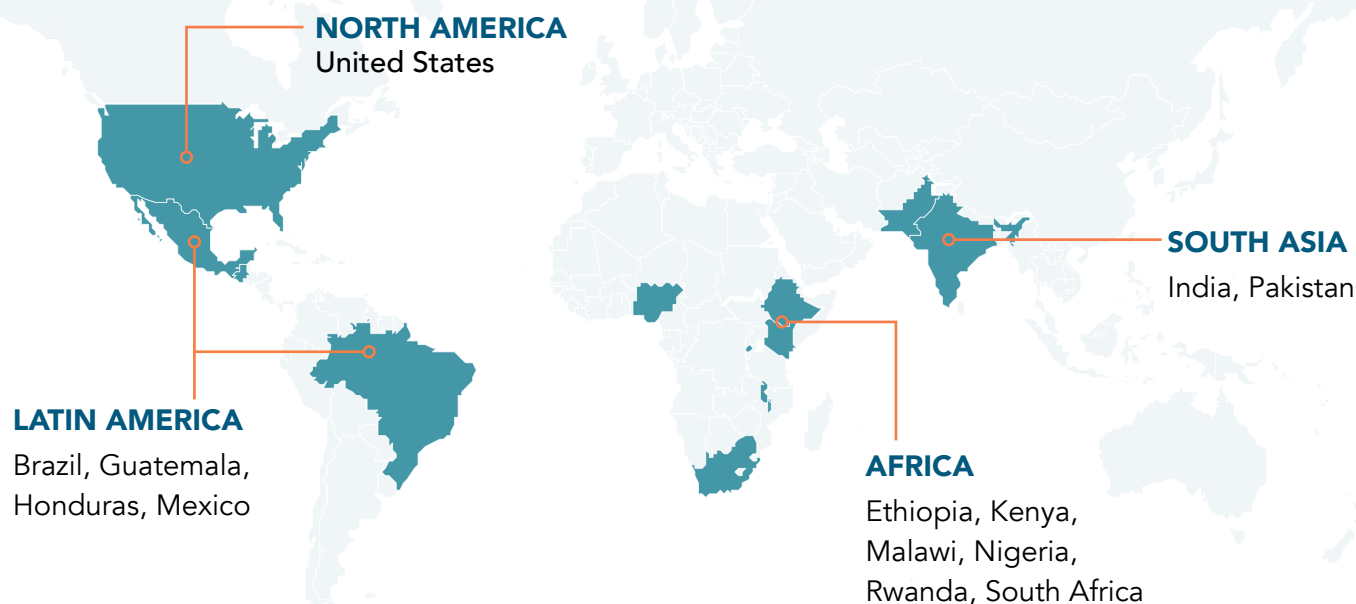 NORTH AMERICA
United States
SOUTH ASIA
India, Pakistan
LATIN AMERICA
Brazil, Guatemala,
Honduras, Mexico
AFRICA
Ethiopia, Kenya,
Malawi, Nigeria,
Rwanda, South Africa